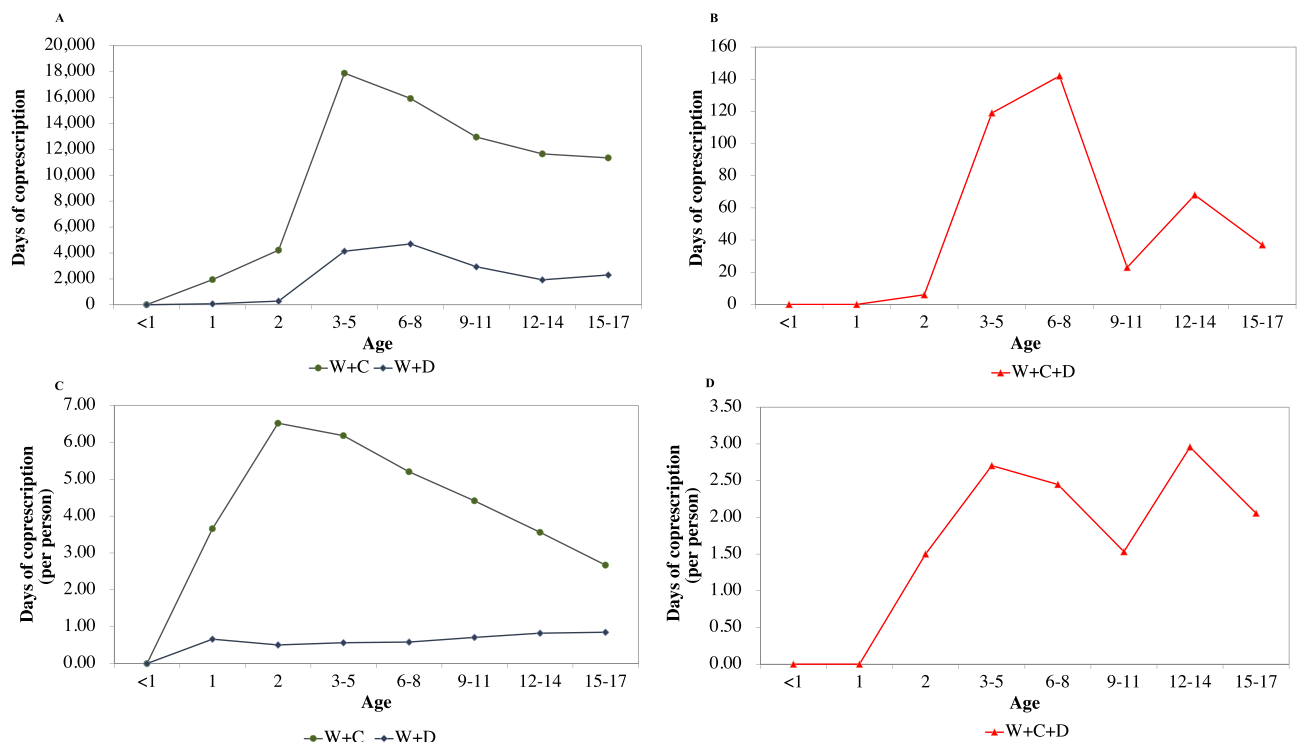 A
20,000
18,000
16,000
14,000
12,000
10,000
8,000
6,000
4,000
2,000
0
Days of coprescription
<1 1 2 3-5 6-8 9-11 12-14 15-17
Age
W+C W+D
B
160
140
120
100
80
60
40
20
0
Days of coprescription
<1 1 2 3-5 6-8 9-11 12-14 15-17
Age
W+C+D
C
7.00
6.00
5.00
4.00
3.00
2.00
1.00
0.00
Days of coprescription
(per person)
<1 1 2 3-5 6-8 9-11 12-14 15-17
Age
W+C W+D
D
3.50
3.00
2.50
2.00
1.50
1.00
0.50
0.00
Days of coprescription
(per person)
<1 1 2 3-5 6-8 9-11 12-14 15-17
Age
W+C+D